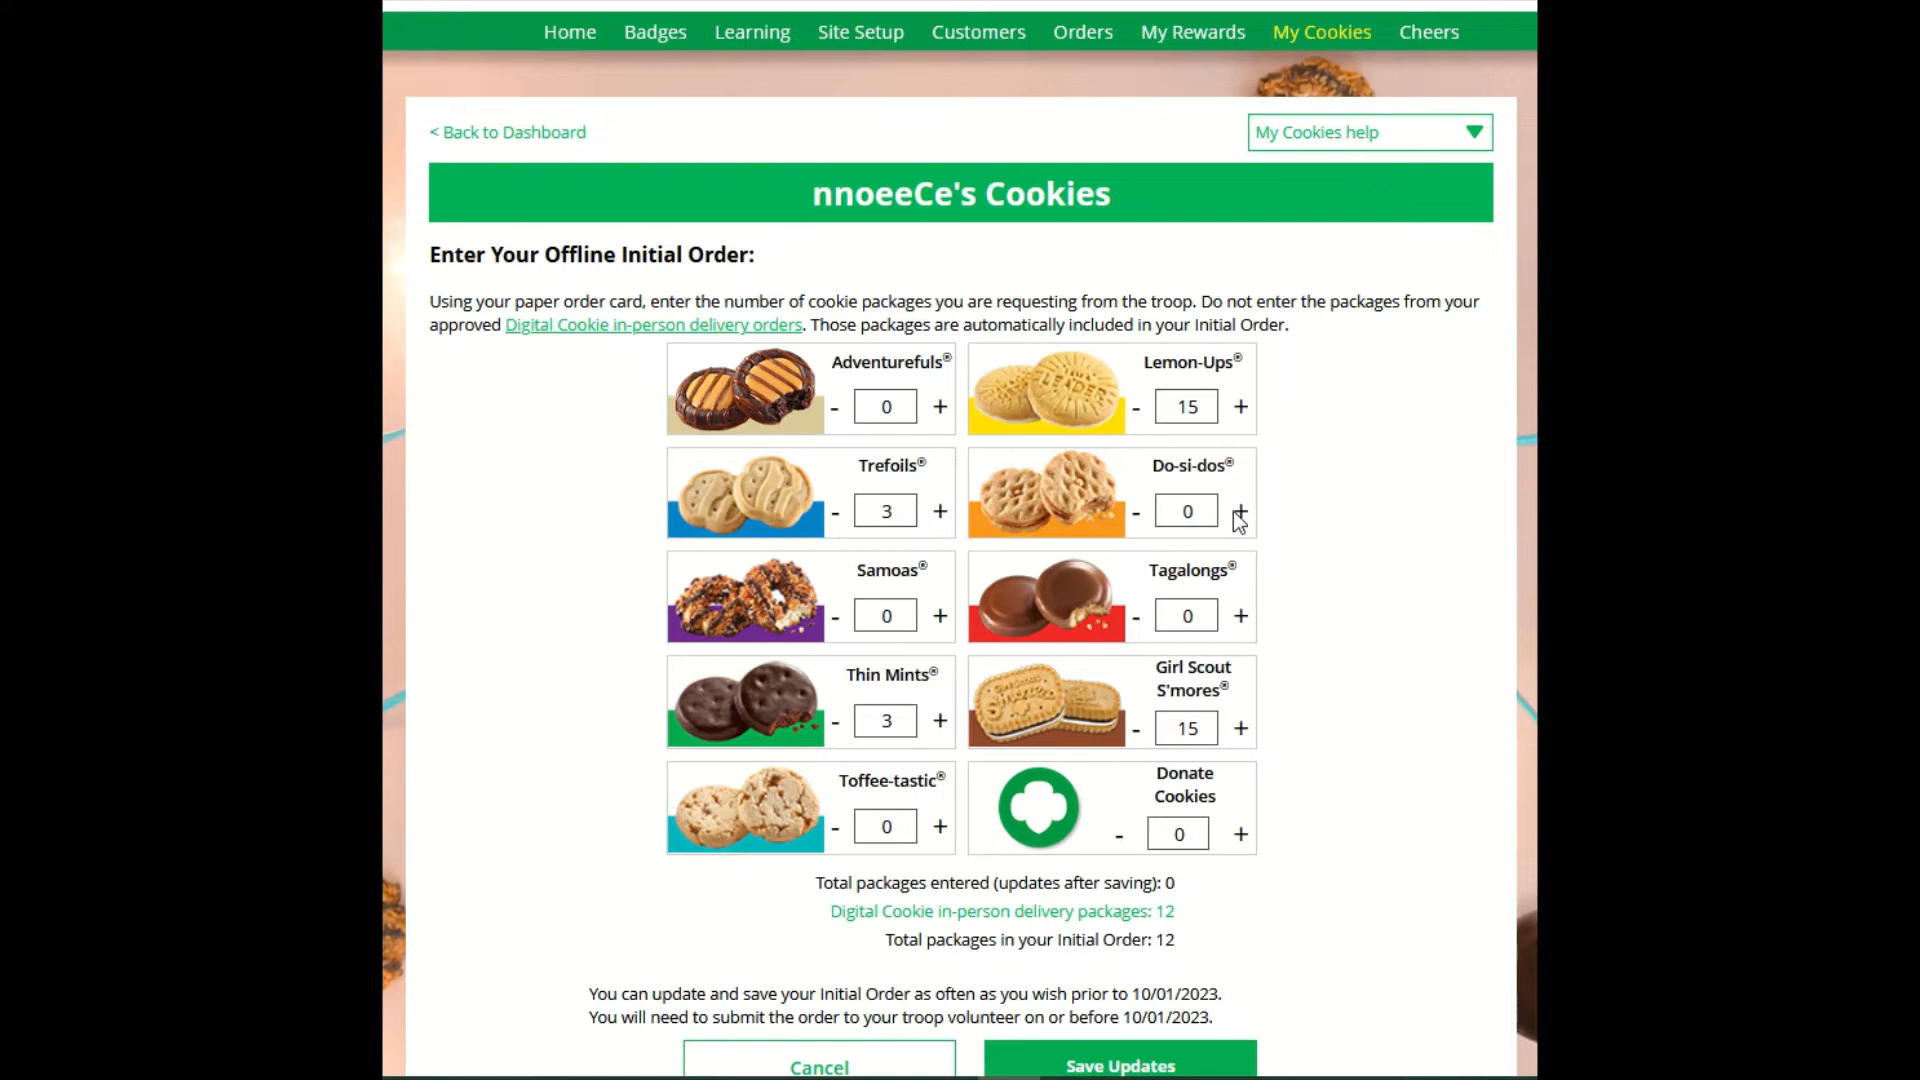 Home Badges Learning Site Setup Customers Orders My Rewards My Cookies Cheers
< Back to Dashboard
My Cookies help
nnoeeCe's Cookies
Enter Your Offline Initial Order:
Using your paper order card, enter the number of cookie packages you are requesting from the troop. Do not enter the packages from your
approved Digital Cookie in-person delivery orders. Those packages are automatically included in your Initial Order.
Adventurefuls®
- 0 +
Lemon-Ups®
- 15 +
LEADER
Trefoils®
- 3 +
Do-si-dos®
- 0 +
Samoas®
- 0 +
Tagalongs®
- 0 +
Thin Mints®
- 3 +
Girl Scout
S'mores®
- 15 +
Toffee-tastic®
- 0 +
Donate
Cookies
- 0 +
Total packages entered (updates after saving): 0
Digital Cookie in-person delivery packages: 12
Total packages in your Initial Order: 12
You can update and save your Initial Order as often as you wish prior to 10/01/2023.
You will need to submit the order to your troop volunteer on or before 10/01/2023.
Cancel
Save Updates